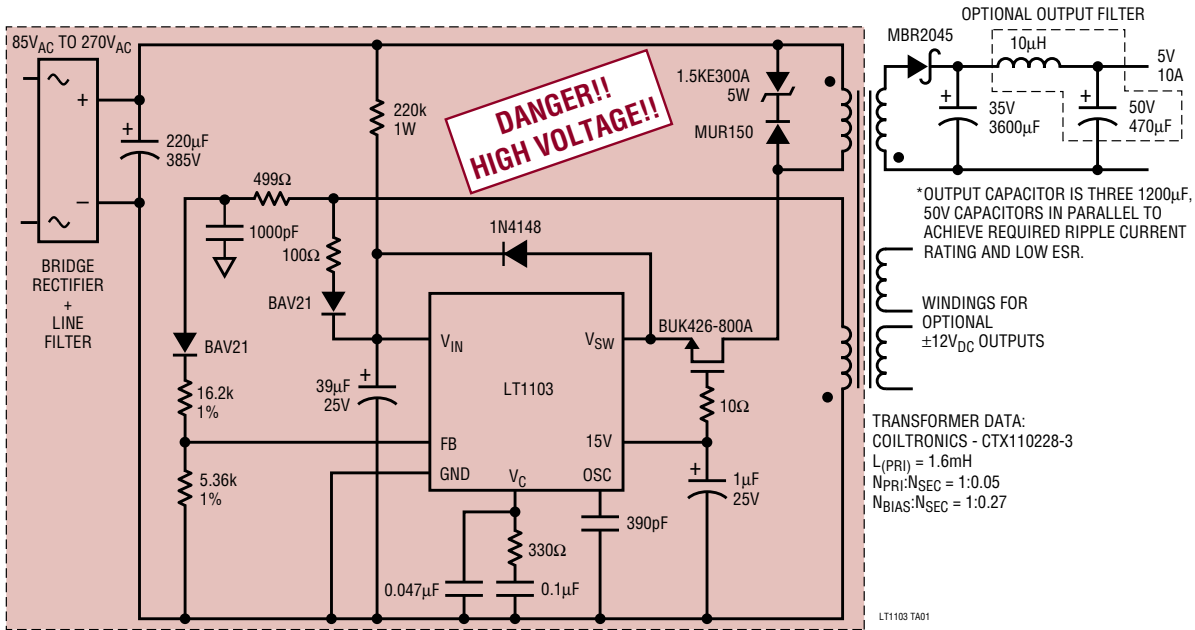 85VAC TO 270VAC
+
−
+
220μF
385V
BRIDGE
RECTIFIER
+
LINE
FILTER
220k
1W
DANGER!!
HIGH VOLTAGE!!
1.5KE300A
5W
MUR150
499Ω
1000pF
100Ω
BAV21
1N4148
BAV21
16.2k
1%
5.36k
1%
+
39μF
25V
VIN
VSW
LT1103
FB
15V
GND
VC
OSC
BUK426-800A
10Ω
+
1μF
25V
390pF
330Ω
0.047μF
0.1μF
OPTIONAL OUTPUT FILTER
MBR2045
10μH
5V
10A
+
35V
3600μF
+
50V
470μF
*OUTPUT CAPACITOR IS THREE 1200μF,
50V CAPACITORS IN PARALLEL TO
ACHIEVE REQUIRED RIPPLE CURRENT
RATING AND LOW ESR.
WINDINGS FOR
OPTIONAL
±12VDC OUTPUTS
TRANSFORMER DATA:
COILTRONICS - CTX110228-3
L(PRI) = 1.6mH
NPRI:NSEC = 1:0.05
NBIAS:NSEC = 1:0.27
LT1103 TA01